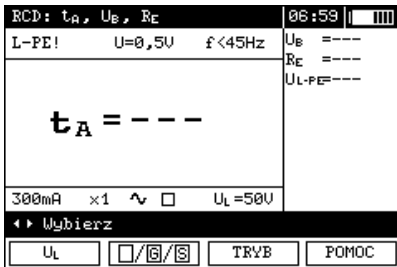 RCD: tA, UB, RE 06:59
L-PE! U=0,5V f<45Hz
UB =---
RE =---
UL-PE=---
tA=---
300mA ×1 ∿ □ UL=50V
◂▸ Wybierz
UL □/G/S TRYB POMOC